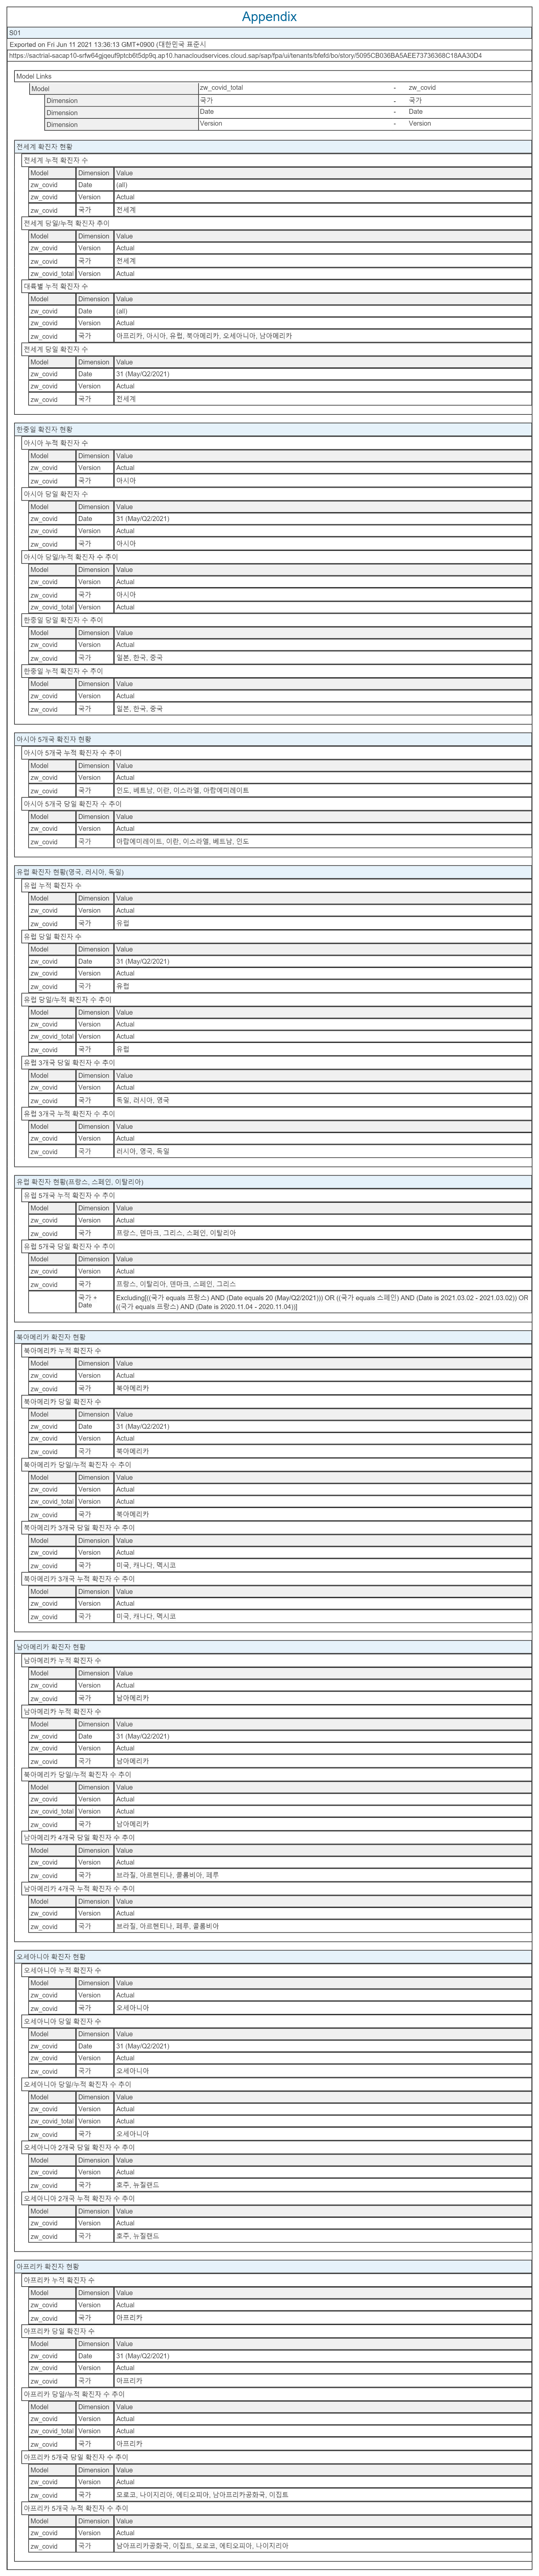 Appendix
S01
Exported on Fri Jun 11 2021 13:36:13 GMT+0900 (대한민국 표준시
Model Links
Model zw_covid_total - zw_covid
Dimension 국가 - 국가
Dimension Date - Date
Dimension Version - Version
전세계 확진자 현황
전세계 누적 확진자 수
Model Dimension Value
zw_covid Date (all)
zw_covid Version Actual
zw_covid 국가 전세계
전세계 당일/누적 확진자 추이
Model Dimension Value
zw_covid Version Actual
zw_covid 국가 전세계
zw_covid_total Version Actual
대륙별 누적 확진자 수
Model Dimension Value
zw_covid Date (all)
zw_covid Version Actual
zw_covid 국가 아프리카, 아시아, 유럽, 북아메리카, 오세아니아, 남아메리카
전세계 당일 확진자 수
Model Dimension Value
zw_covid Date 31 (May/Q2/2021)
zw_covid Version Actual
zw_covid 국가 전세계
한중일 확진자 현황
아시아 누적 확진자 수
Model Dimension Value
zw_covid Version Actual
zw_covid 국가 아시아
아시아 당일 확진자 수
Model Dimension Value
zw_covid Date 31 (May/Q2/2021)
zw_covid Version Actual
zw_covid 국가 아시아
아시아 당일/누적 확진자 수 추이
Model Dimension Value
zw_covid Version Actual
zw_covid 국가 아시아
zw_covid_total Version Actual
한중일 당일 확진자 수 추이
Model Dimension Value
zw_covid Version Actual
zw_covid 국가 일본, 한국, 중국
한중일 누적 확진자 수 추이
Model Dimension Value
zw_covid Version Actual
zw_covid 국가 일본, 한국, 중국
아시아 5개국 확진자 현황
아시아 5개국 누적 확진자 수 추이
Model Dimension Value
zw_covid Version Actual
zw_covid 국가 인도, 베트남, 이란, 이스라엘, 아랍에미레이트
아시아 5개국 당일 확진자 수 추이
Model Dimension Value
zw_covid Version Actual
zw_covid 국가 아랍에미레이트, 이란, 이스라엘, 베트남, 인도
유럽 확진자 현황(영국, 러시아, 독일)
유럽 누적 확진자 수
Model Dimension Value
zw_covid Version Actual
zw_covid 국가 유럽
유럽 당일 확진자 수
Model Dimension Value
zw_covid Date 31 (May/Q2/2021)
zw_covid Version Actual
zw_covid 국가 유럽
유럽 당일/누적 확진자 수 추이
Model Dimension Value
zw_covid Version Actual
zw_covid_total Version Actual
zw_covid 국가 유럽
유럽 3개국 당일 확진자 수 추이
Model Dimension Value
zw_covid Version Actual
zw_covid 국가 독일, 러시아, 영국
유럽 3개국 누적 확진자 수 추이
Model Dimension Value
zw_covid Version Actual
zw_covid 국가 러시아, 영국, 독일
유럽 확진자 현황(프랑스, 스페인, 이탈리아)
유럽 5개국 누적 확진자 수 추이
Model Dimension Value
zw_covid Version Actual
zw_covid 국가 프랑스, 덴마크, 그리스, 스페인, 이탈리아
유럽 5개국 당일 확진자 수 추이
Model Dimension Value
zw_covid Version Actual
zw_covid 국가 프랑스, 이탈리아, 덴마크, 스페인, 그리스
국가 + Date Excluding[((국가 equals 프랑스) AND (Date equals 20 (May/Q2/2021))) OR ((국가 equals 스페인) AND (Date is 2021.03.02 - 2021.03.02)) OR
((국가 equals 프랑스) AND (Date is 2020.11.04 - 2020.11.04))]
북아메리카 확진자 현황
북아메리카 누적 확진자 수
Model Dimension Value
zw_covid Version Actual
zw_covid 국가 북아메리카
북아메리카 당일 확진자 수
Model Dimension Value
zw_covid Date 31 (May/Q2/2021)
zw_covid Version Actual
zw_covid 국가 북아메리카
북아메리카 당일/누적 확진자 수 추이
Model Dimension Value
zw_covid Version Actual
zw_covid_total Version Actual
zw_covid 국가 북아메리카
북아메리카 3개국 당일 확진자 수 추이
Model Dimension Value
zw_covid Version Actual
zw_covid 국가 미국, 캐나다, 멕시코
북아메리카 3개국 누적 확진자 수 추이
Model Dimension Value
zw_covid Version Actual
zw_covid 국가 미국, 캐나다, 멕시코
남아메리카 확진자 현황
남아메리카 누적 확진자 수
Model Dimension Value
zw_covid Version Actual
zw_covid 국가 남아메리카
남아메리카 누적 확진자 수
Model Dimension Value
zw_covid Date 31 (May/Q2/2021)
zw_covid Version Actual
zw_covid 국가 남아메리카
북아메리카 당일/누적 확진자 수 추이
Model Dimension Value
zw_covid Version Actual
zw_covid_total Version Actual
zw_covid 국가 남아메리카
남아메리카 4개국 당일 확진자 수 추이
Model Dimension Value
zw_covid Version Actual
zw_covid 국가 브라질, 아르헨티나, 콜롬비아, 페루
남아메리카 4개국 누적 확진자 수 추이
Model Dimension Value
zw_covid Version Actual
zw_covid 국가 브라질, 아르헨티나, 페루, 콜롬비아
오세아니아 확진자 현황
오세아니아 누적 확진자 수
Model Dimension Value
zw_covid Version Actual
zw_covid 국가 오세아니아
오세아니아 당일 확진자 수
Model Dimension Value
zw_covid Date 31 (May/Q2/2021)
zw_covid Version Actual
zw_covid 국가 오세아니아
오세아니아 당일/누적 확진자 수 추이
Model Dimension Value
zw_covid Version Actual
zw_covid_total Version Actual
zw_covid 국가 오세아니아
오세아니아 2개국 당일 확진자 수 추이
Model Dimension Value
zw_covid Version Actual
zw_covid 국가 호주, 뉴질랜드
오세아니아 2개국 누적 확진자 수 추이
Model Dimension Value
zw_covid Version Actual
zw_covid 국가 호주, 뉴질랜드
아프리카 확진자 현황
아프리카 누적 확진자 수
Model Dimension Value
zw_covid Version Actual
zw_covid 국가 아프리카
아프리카 당일 확진자 수
Model Dimension Value
zw_covid Date 31 (May/Q2/2021)
zw_covid Version Actual
zw_covid 국가 아프리카
아프리카 당일/누적 확진자 수 추이
Model Dimension Value
zw_covid Version Actual
zw_covid_total Version Actual
zw_covid 국가 아프리카
아프리카 5개국 당일 확진자 수 추이
Model Dimension Value
zw_covid Version Actual
zw_covid 국가 모로코, 나이지리아, 에티오피아, 남아프리카공화국, 이집트
아프리카 5개국 누적 확진자 수 추이
Model Dimension Value
zw_covid Version Actual
zw_covid 국가 남아프리카공화국, 이집트, 모로코, 에티오피아, 나이지리아